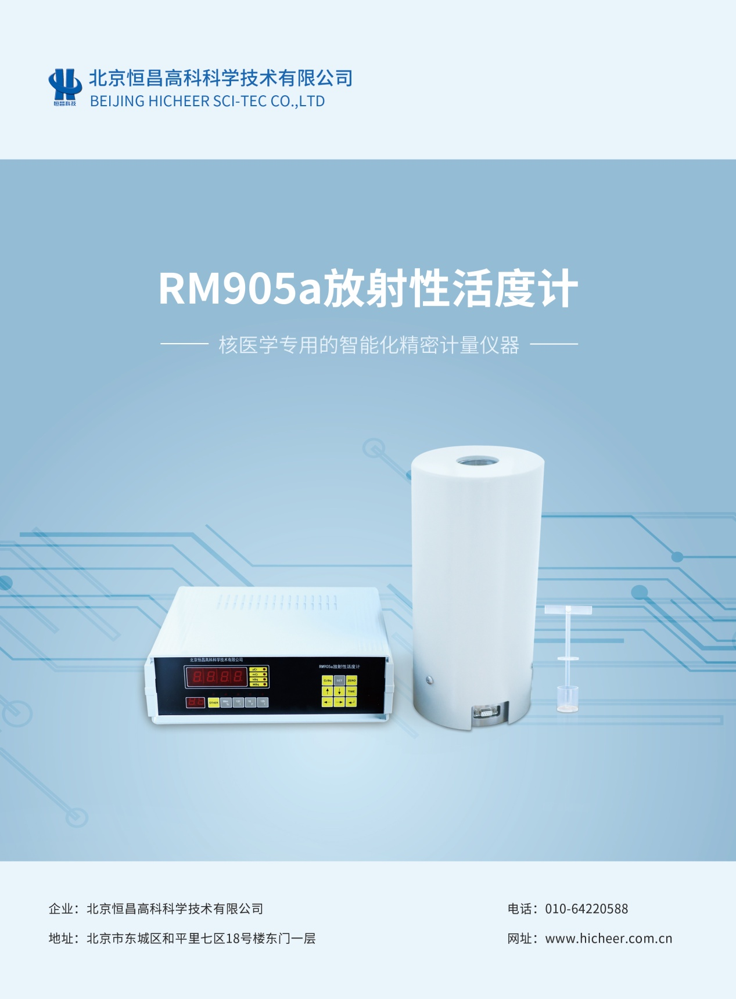 恒昌科技
北京恒昌高科科学技术有限公司
BEIJING HICHEER SCI-TEC CO.,LTD
RM905a放射性活度计
核医学专用的智能化精密计量仪器
北京恒昌高科科学技术有限公司
RM905a放射性活度计
μCi
mCi
kBq
MBq
Ci/Bq
SET
ZERO
TIME
OTHER
企业：北京恒昌高科科学技术有限公司
电话：010-64220588
地址：北京市东城区和平里七区18号楼东门一层
网址：www.hicheer.com.cn